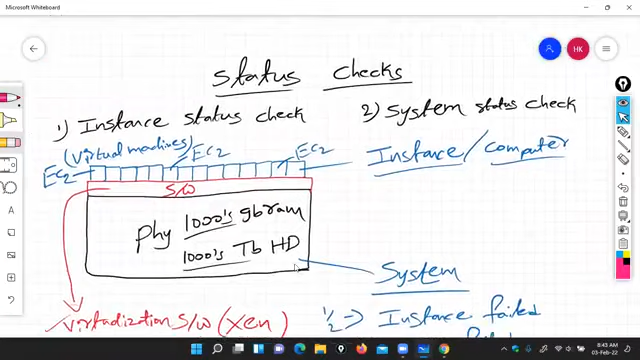 Microsoft Whiteboard
HK
Status Checks
1) Instance status check
2) System status check
(virtual machines)
EC2
EC2
EC2
Instance/computer
S/W
Phy 1000's gb ram
1000's Tb HD
System
Virtualization S/W (Xen)
1/2 -> Instance failed
8:43 AM
03-Feb-22